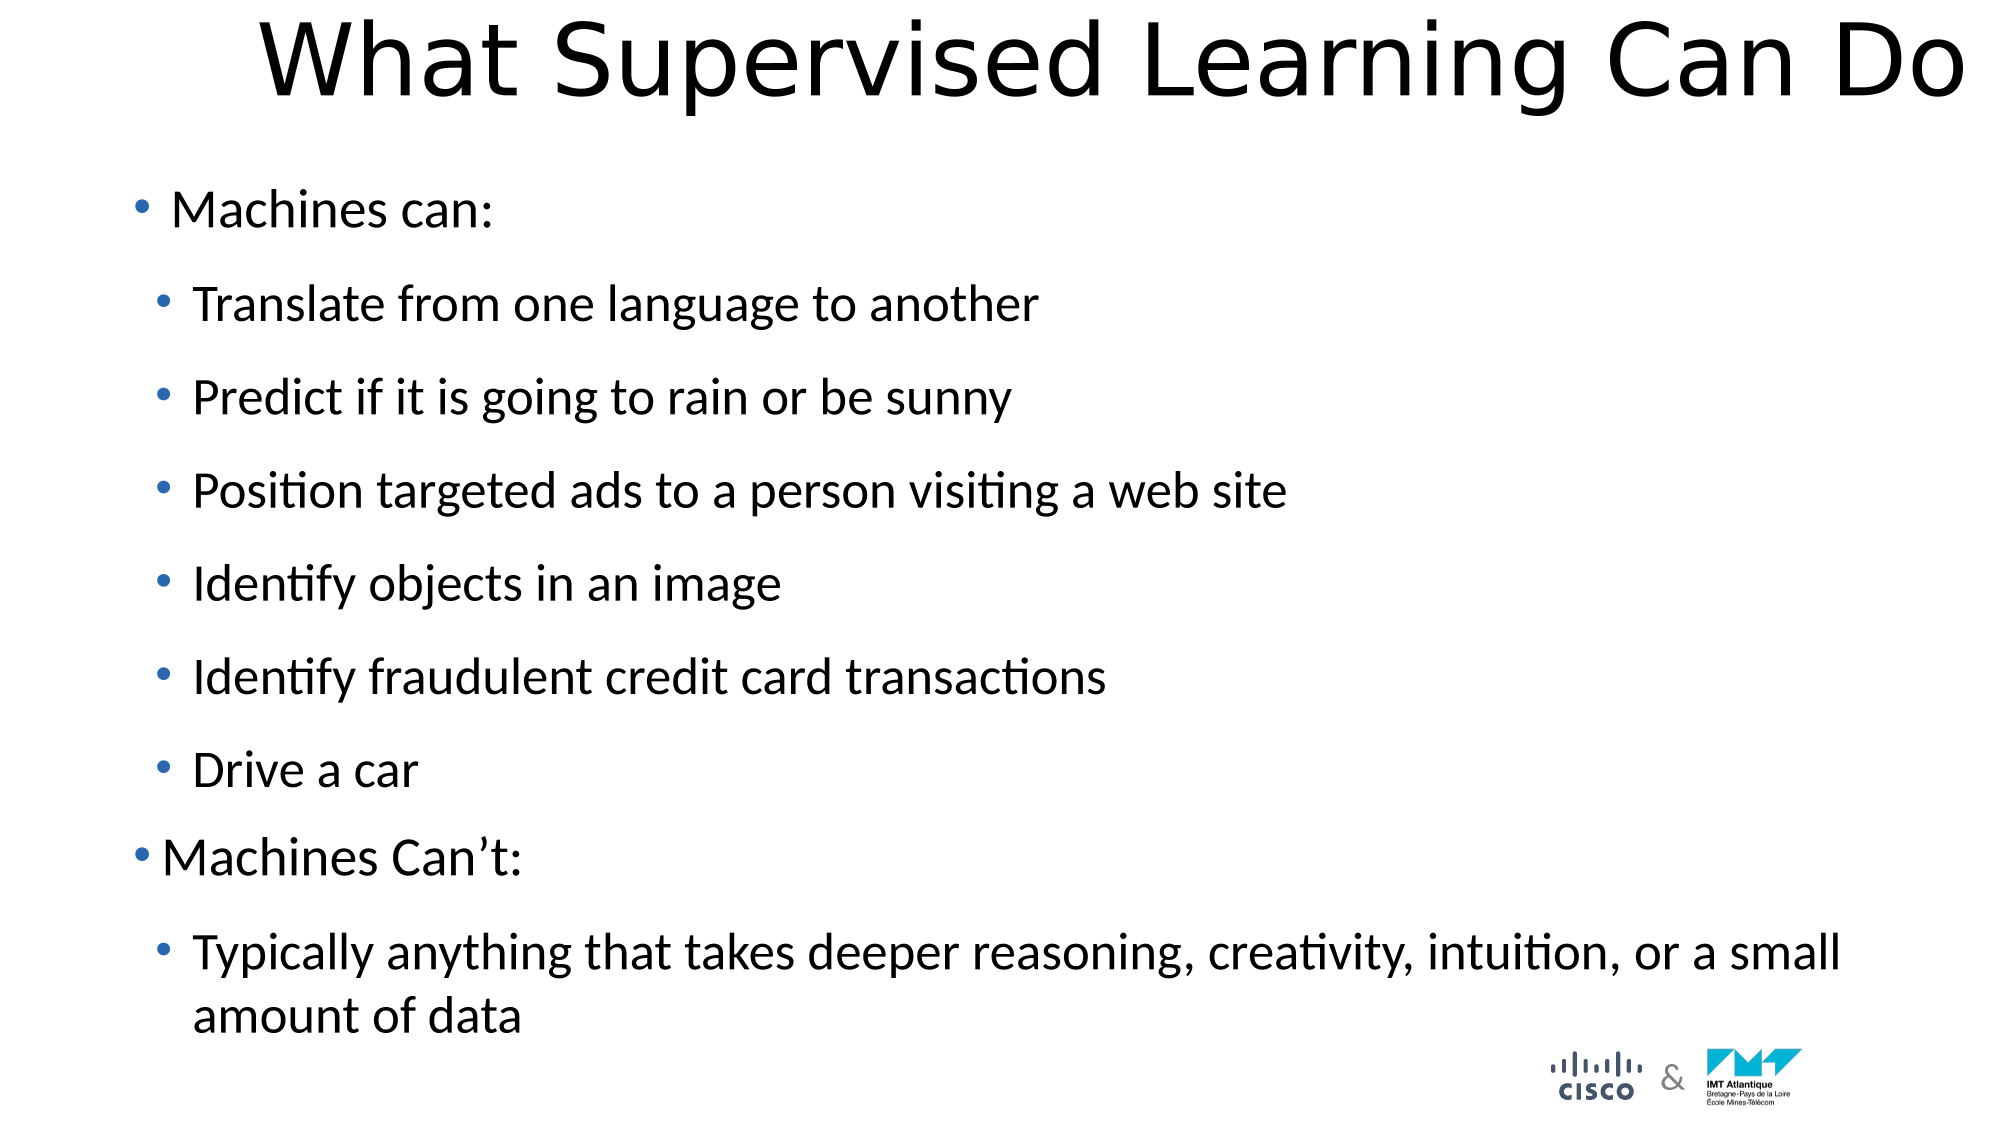 What Supervised Learning Can Do
• Machines can:
• Translate from one language to another
• Predict if it is going to rain or be sunny
• Position targeted ads to a person visiting a web site
• Identify objects in an image
• Identify fraudulent credit card transactions
• Drive a car
• Machines Can’t:
• Typically anything that takes deeper reasoning, creativity, intuition, or a small
amount of data
CISCO
&
IMT Atlantique
Bretagne-Pays de la Loire
École Mines-Télécom